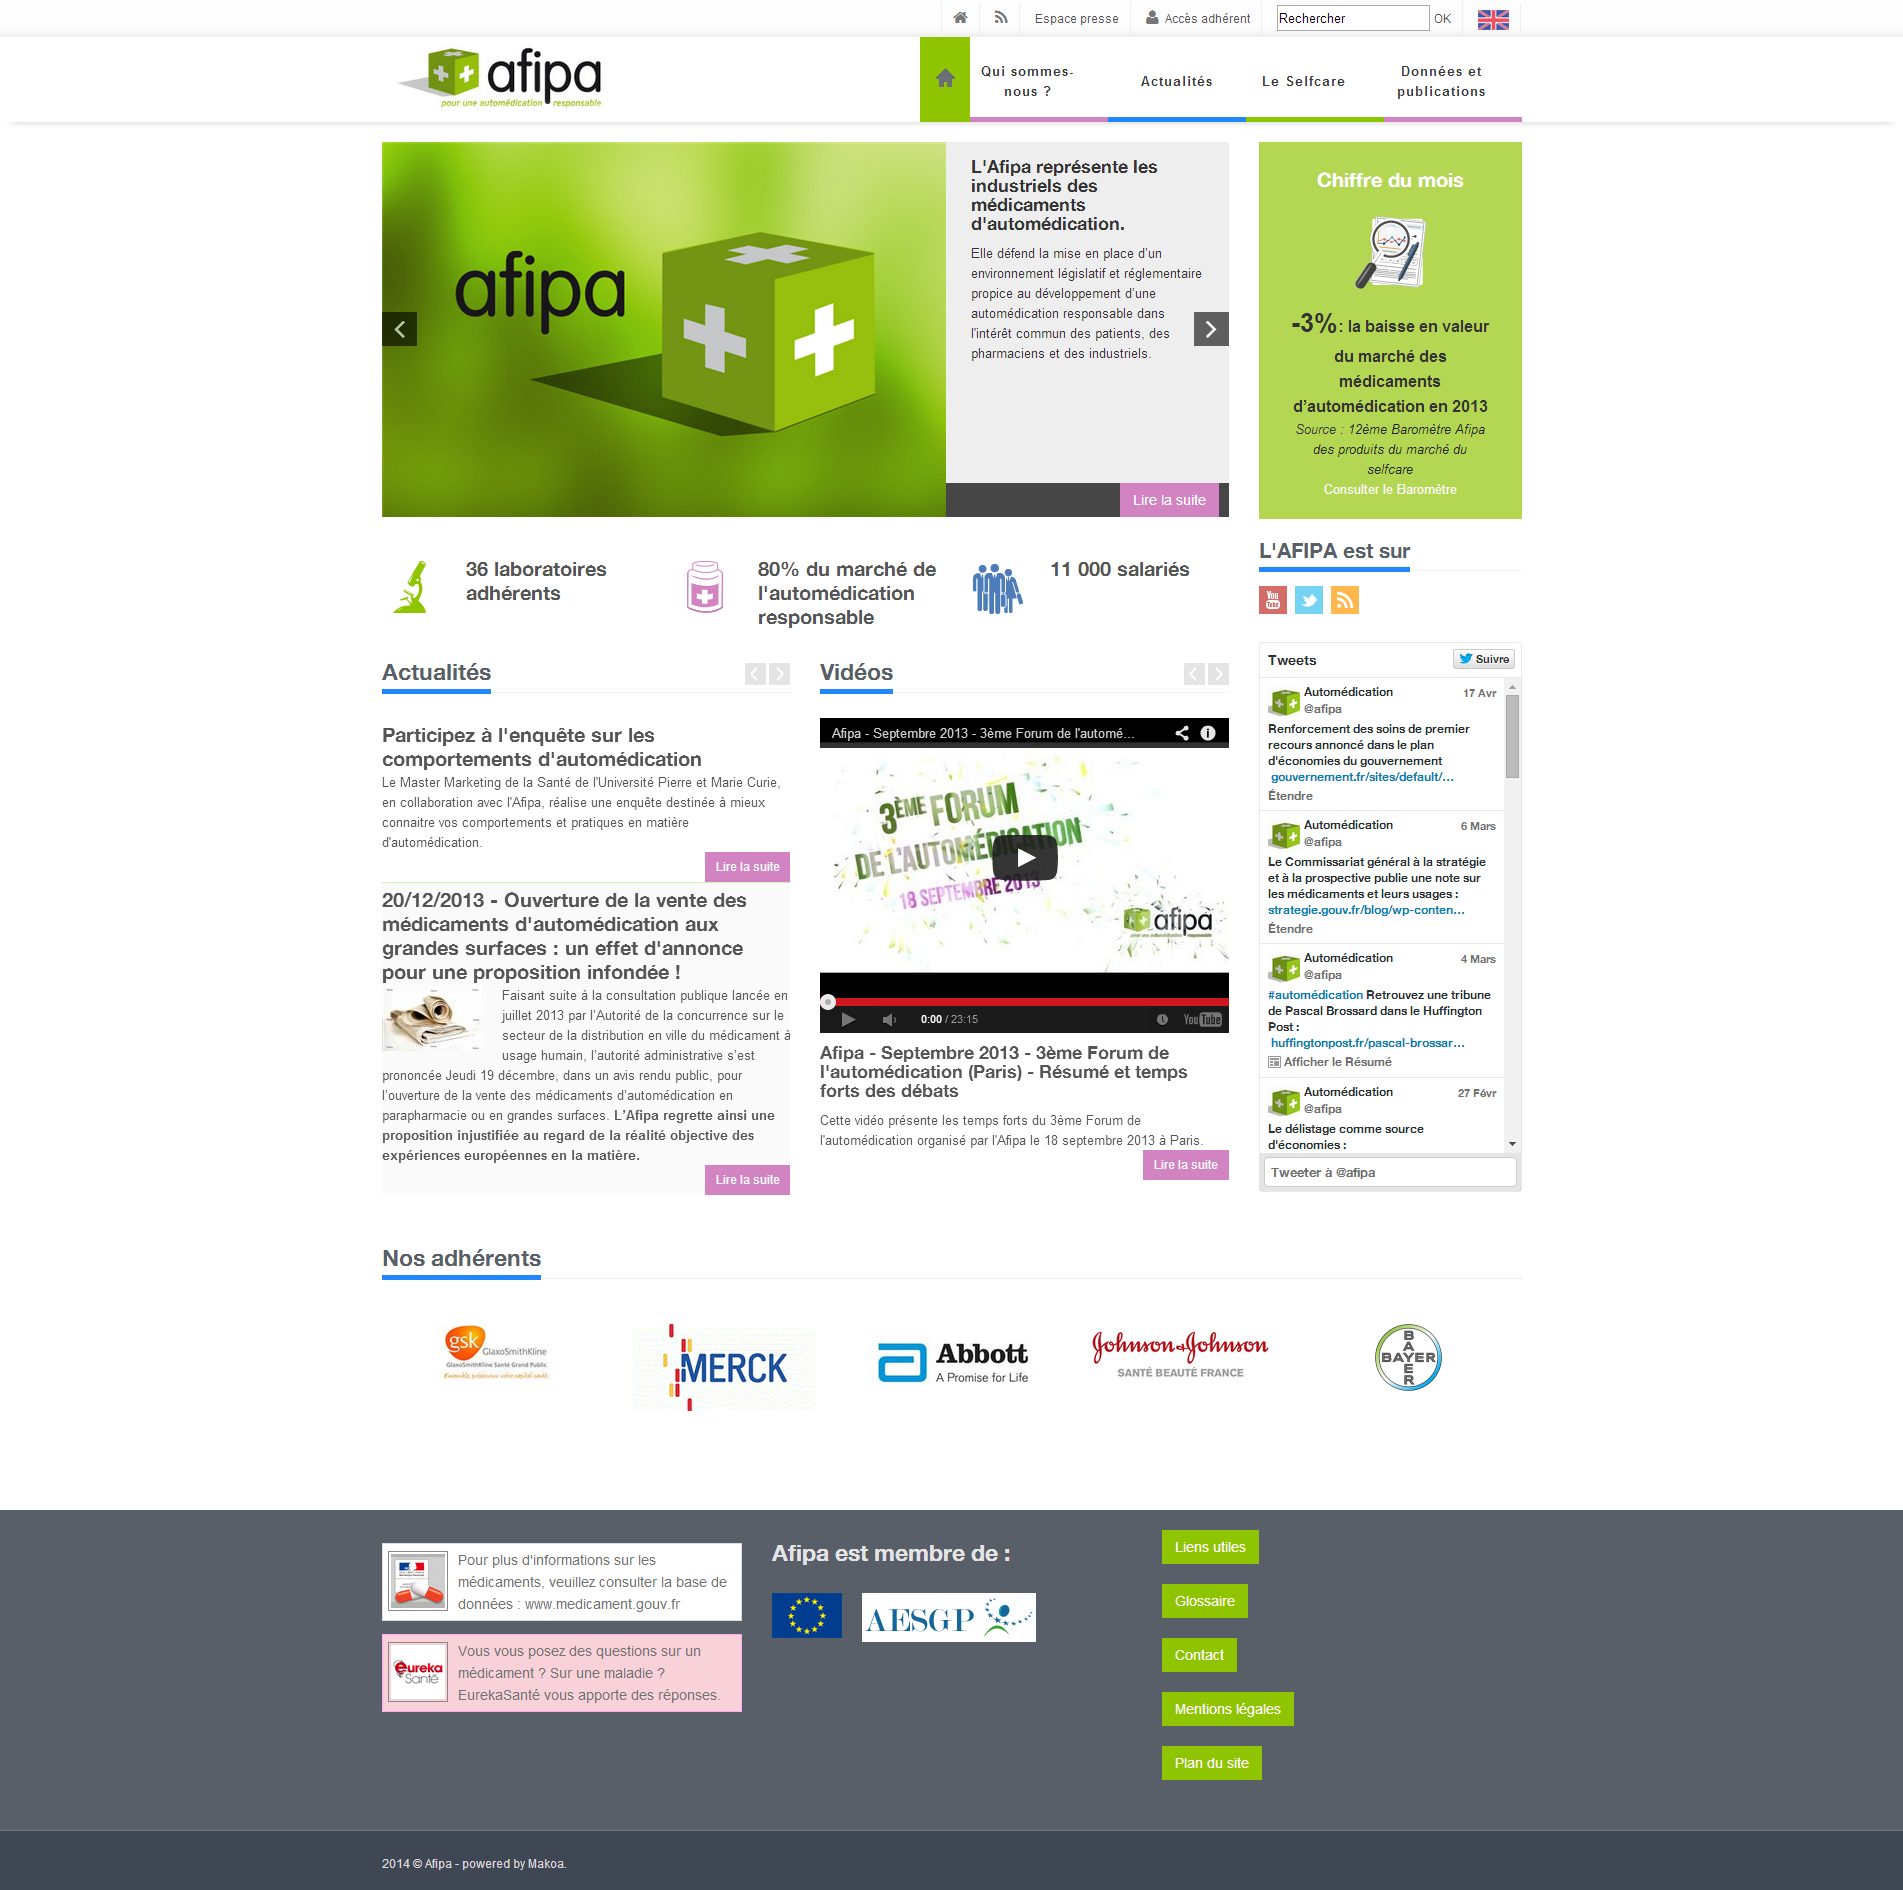 Espace presse
Accès adhérent
Rechercher
OK
afipa
pour une automédication responsable
Qui sommes-
nous ?
Actualités
Le Selfcare
Données et
publications
afipa
L'Afipa représente les
industriels des
médicaments
d'automédication.
Elle défend la mise en place d'un
environnement législatif et réglementaire
propice au développement d'une
automédication responsable dans
l'intérêt commun des patients, des
pharmaciens et des industriels.
Lire la suite
Chiffre du mois
-3% : la baisse en valeur
du marché des
médicaments
d'automédication en 2013
Source : 12ème Baromètre Afipa
des produits du marché du
selfcare
Consulter le Baromètre
36 laboratoires
adhérents
80% du marché de
l'automédication
responsable
11 000 salariés
L'AFIPA est sur
You
Tube
Actualités
Participez à l'enquête sur les
comportements d'automédication
Le Master Marketing de la Santé de l'Université Pierre et Marie Curie,
en collaboration avec l'Afipa, réalise une enquête destinée à mieux
connaitre vos comportements et pratiques en matière
d'automédication.
Lire la suite
20/12/2013 - Ouverture de la vente des
médicaments d'automédication aux
grandes surfaces : un effet d'annonce
pour une proposition infondée !
Faisant suite à la consultation publique lancée en
juillet 2013 par l'Autorité de la concurrence sur le
secteur de la distribution en ville du médicament à
usage humain, l'autorité administrative s'est
prononcée Jeudi 19 décembre, dans un avis rendu public, pour
l'ouverture de la vente des médicaments d'automédication en
parapharmacie ou en grandes surfaces. L'Afipa regrette ainsi une
proposition injustifiée au regard de la réalité objective des
expériences européennes en la matière.
Lire la suite
Vidéos
Afipa - Septembre 2013 - 3ème Forum de l'automé...
3ÈME FORUM
DE L'AUTOMÉDICATION
18 SEPTEMBRE 2013
afipa
pour une automédication responsable
0:00 / 23:15
YouTube
Afipa - Septembre 2013 - 3ème Forum de
l'automédication (Paris) - Résumé et temps
forts des débats
Cette vidéo présente les temps forts du 3ème Forum de
l'automédication organisé par l'Afipa le 18 septembre 2013 à Paris.
Lire la suite
Tweets
Suivre
Automédication
17 Avr
@afipa
Renforcement des soins de premier
recours annoncé dans le plan
d'économies du gouvernement
gouvernement.fr/sites/default/…
Étendre
Automédication
6 Mars
@afipa
Le Commissariat général à la stratégie
et à la prospective publie une note sur
les médicaments et leurs usages :
strategie.gouv.fr/blog/wp-conten…
Étendre
Automédication
4 Mars
@afipa
#automédication Retrouvez une tribune
de Pascal Brossard dans le Huffington
Post :
huffingtonpost.fr/pascal-brossar…
Afficher le Résumé
Automédication
27 Févr
@afipa
Le délistage comme source
d'économies :
Tweeter à @afipa
Nos adhérents
gsk
GlaxoSmithKline
GlaxoSmithKline Santé Grand Public
Ensemble, préservons votre capital santé
MERCK
Abbott
A Promise for Life
Johnson & Johnson
SANTÉ BEAUTÉ FRANCE
BAYER
BAYER
Pour plus d'informations sur les
médicaments, veuillez consulter la base de
données : www.medicament.gouv.fr
eureka
Santé
Vous vous posez des questions sur un
médicament ? Sur une maladie ?
EurekaSanté vous apporte des réponses.
Afipa est membre de :
AESGP
Liens utiles
Glossaire
Contact
Mentions légales
Plan du site
2014 © Afipa - powered by Makoa.